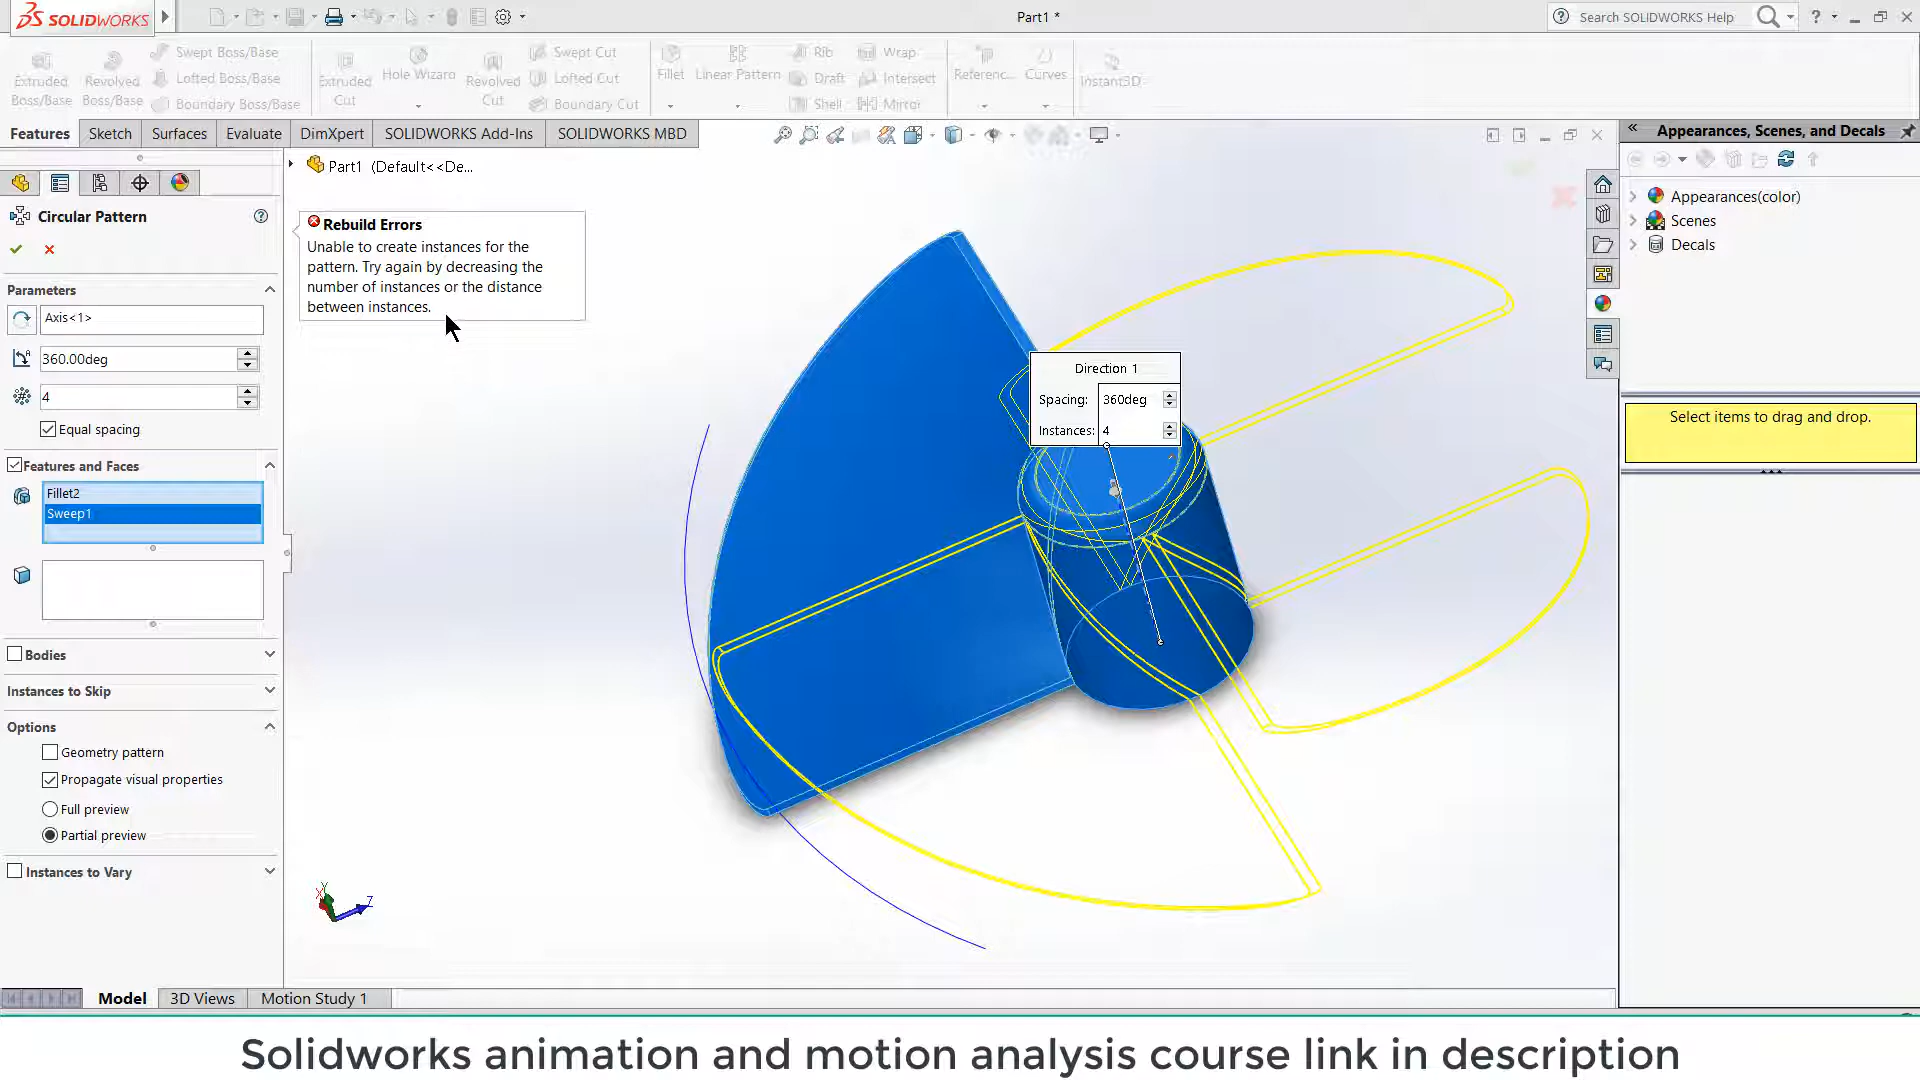 SOLIDWORKS
Part1 *
Search SOLIDWORKS Help
Extruded Boss/Base
Revolved Boss/Base
Swept Boss/Base
Lofted Boss/Base
Boundary Boss/Base
Extruded Cut
Hole Wizard
Revolved Cut
Swept Cut
Lofted Cut
Boundary Cut
Fillet
Linear Pattern
Rib
Draft
Shell
Wrap
Intersect
Mirror
Referenc...
Curves
Instant3D
Features
Sketch
Surfaces
Evaluate
DimXpert
SOLIDWORKS Add-Ins
SOLIDWORKS MBD
Part1 (Default<<De...
Circular Pattern
Parameters
Axis<1>
360.00deg
4
Equal spacing
Features and Faces
Fillet2
Sweep1
Bodies
Instances to Skip
Options
Geometry pattern
Propagate visual properties
Full preview
Partial preview
Instances to Vary
Rebuild Errors
Unable to create instances for the
pattern. Try again by decreasing the
number of instances or the distance
between instances.
Direction 1
Spacing: 360deg
Instances: 4
X
Y
Z
Appearances, Scenes, and Decals
Appearances(color)
Scenes
Decals
Select items to drag and drop.
Model
3D Views
Motion Study 1
Solidworks animation and motion analysis course link in description